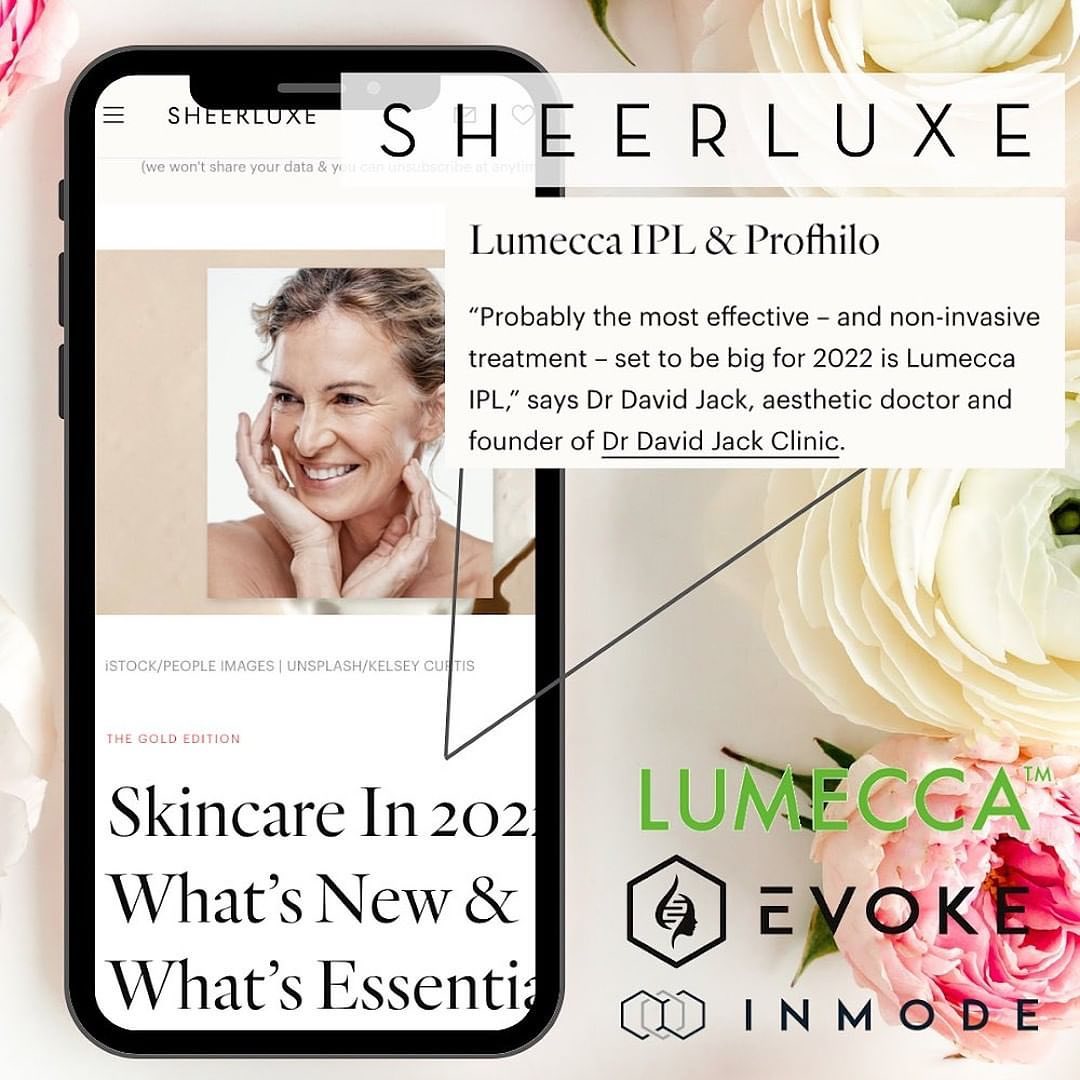 SHEERLUXE
SHEERLUXE
(we won't share your data & you can unsubscribe at anytim
Lumecca IPL & Profhilo
“Probably the most effective – and non-invasive
treatment – set to be big for 2022 is Lumecca
IPL,” says Dr David Jack, aesthetic doctor and
founder of Dr David Jack Clinic.
iSTOCK/PEOPLE IMAGES | UNSPLASH/KELSEY CURTIS
THE GOLD EDITION
Skincare In 202
What’s New &
What’s Essentia
LUMECCA™
EVOKE
INMODE